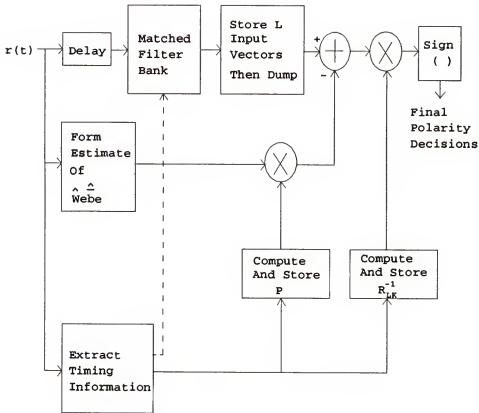 r(t)
Delay
Matched
Filter
Bank
Store L
Input
Vectors
Then Dump
+
-
Sign
( )
Final
Polarity
Decisions
Form
Estimate
Of
^ ^
Webe
Compute
And Store
P
Compute
And Store
R_LK^-1
Extract
Timing
Information